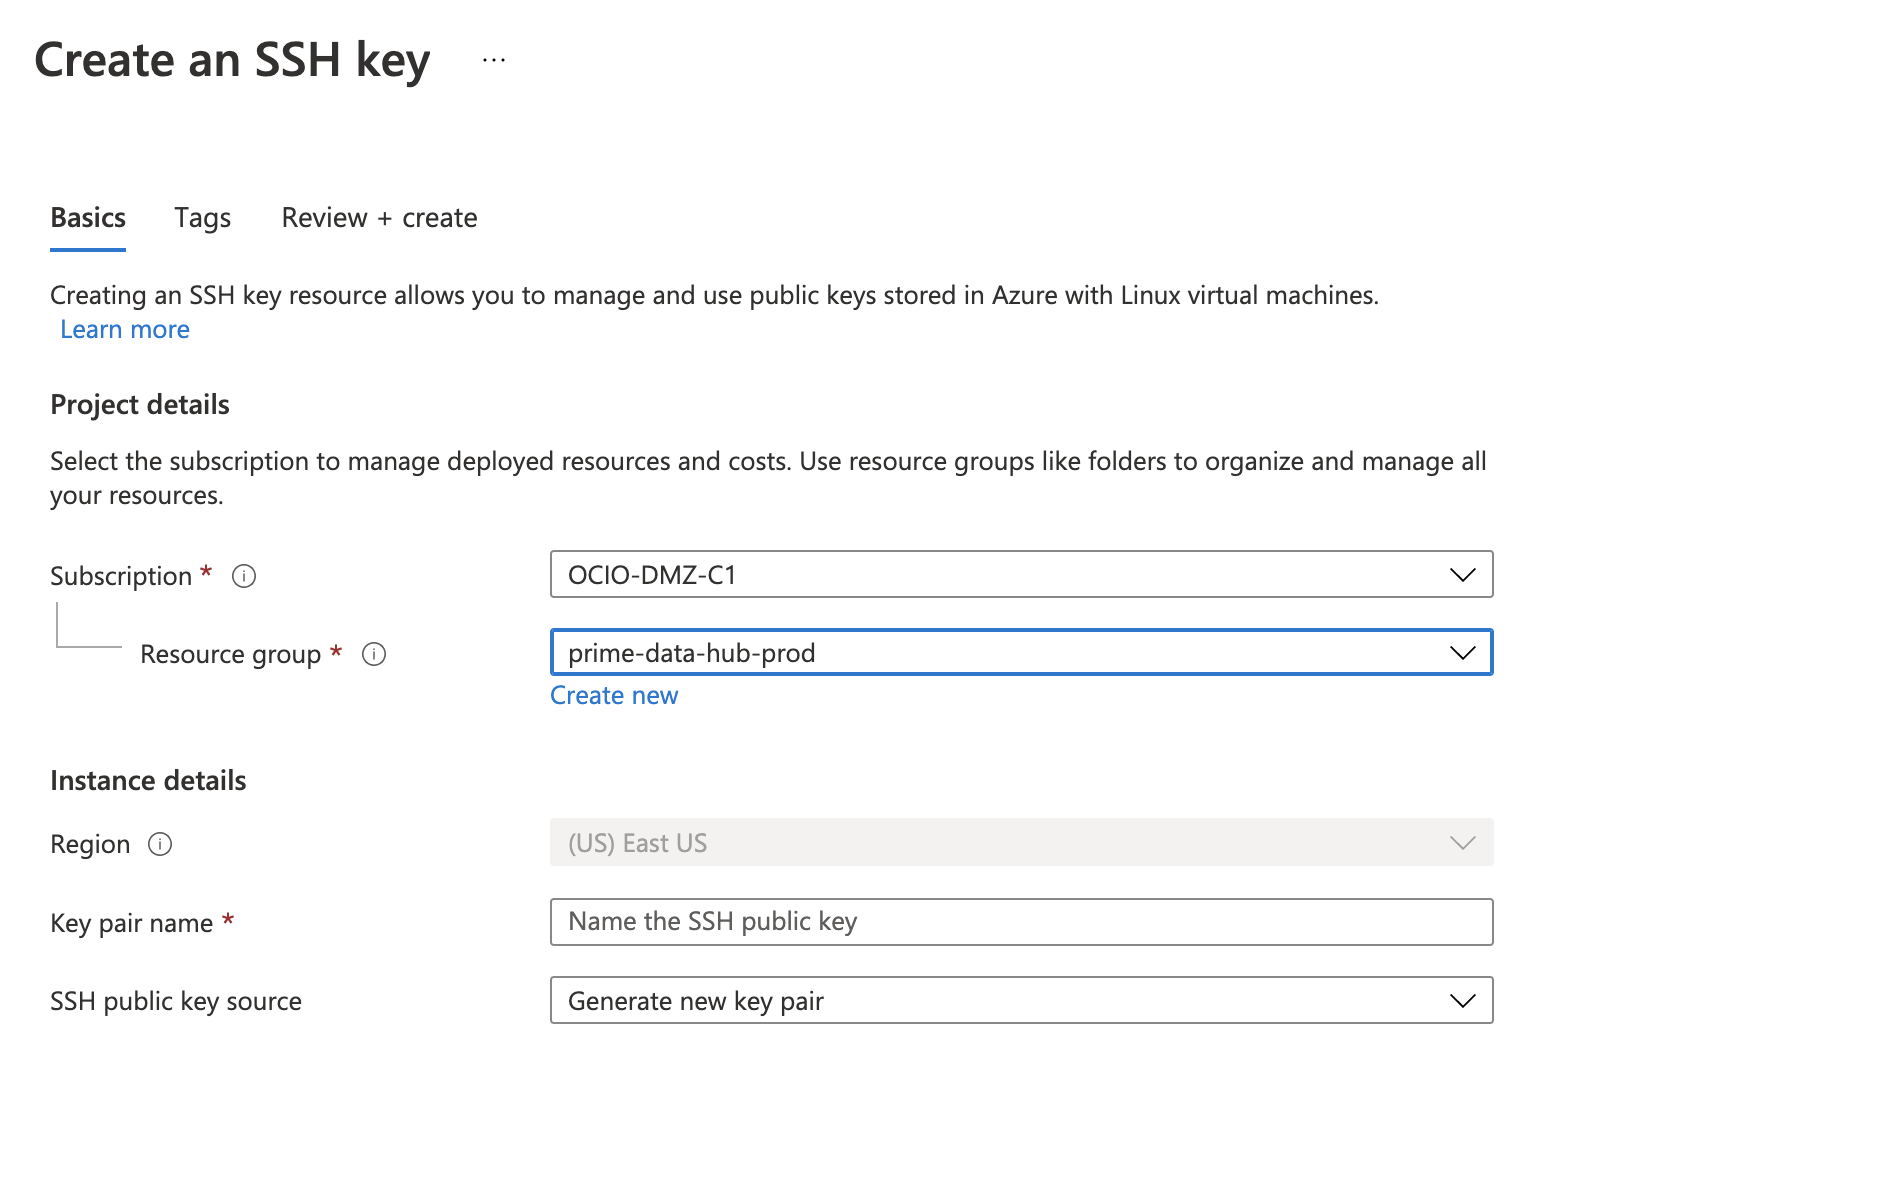 Create an SSH key ...
Basics Tags Review + create
Creating an SSH key resource allows you to manage and use public keys stored in Azure with Linux virtual machines.
Learn more
Project details
Select the subscription to manage deployed resources and costs. Use resource groups like folders to organize and manage all
your resources.
Subscription * OCIO-DMZ-C1
Resource group * prime-data-hub-prod
Create new
Instance details
Region (US) East US
Key pair name * Name the SSH public key
SSH public key source Generate new key pair